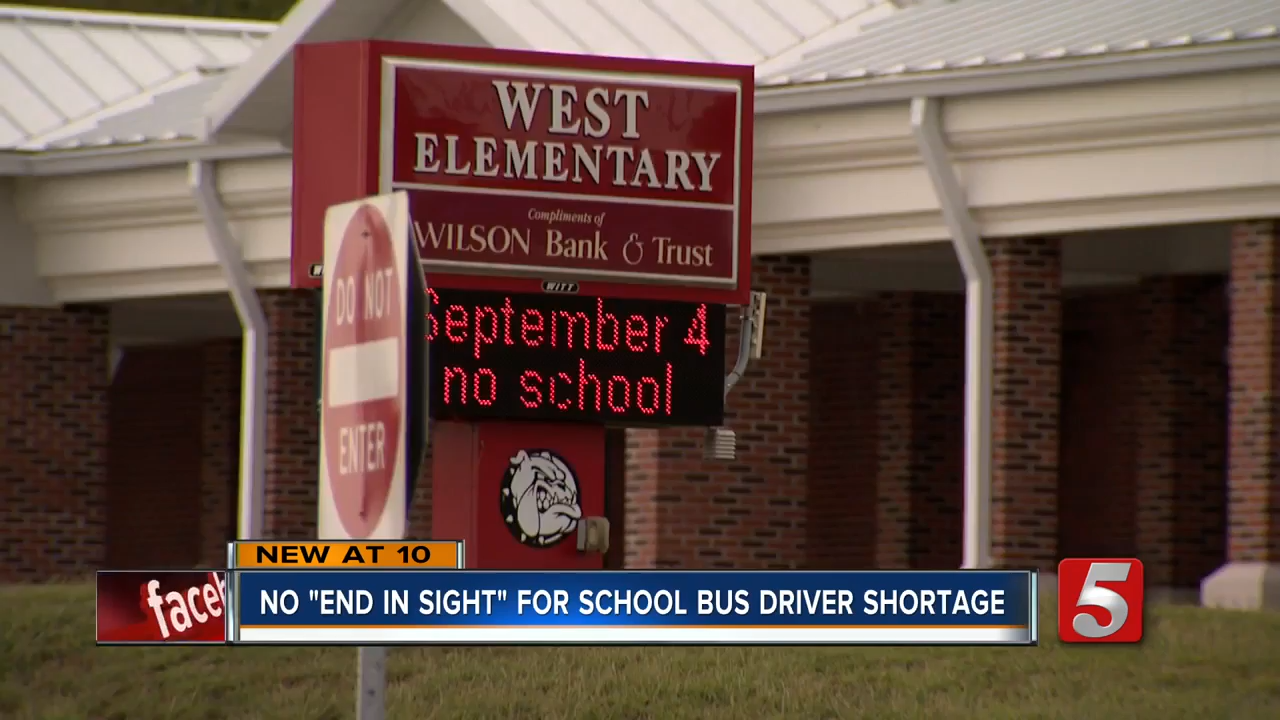 WEST
ELEMENTARY
Compliments of
WILSON Bank & Trust
WITT
September 4
no school
DO NOT
ENTER
NEW AT 10
faceb
NO "END IN SIGHT" FOR SCHOOL BUS DRIVER SHORTAGE
5